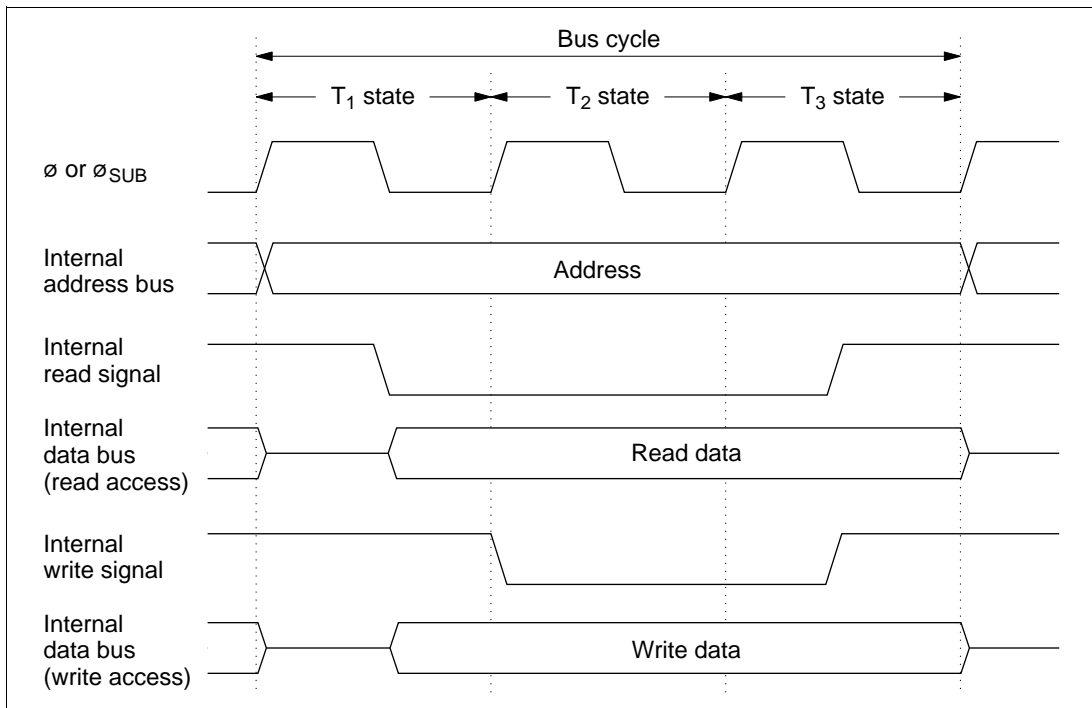 Bus cycle
T₁ state
T₂ state
T₃ state
ø or øSUB
Internal
address bus
Address
Internal
read signal
Internal
data bus
(read access)
Read data
Internal
write signal
Internal
data bus
(write access)
Write data